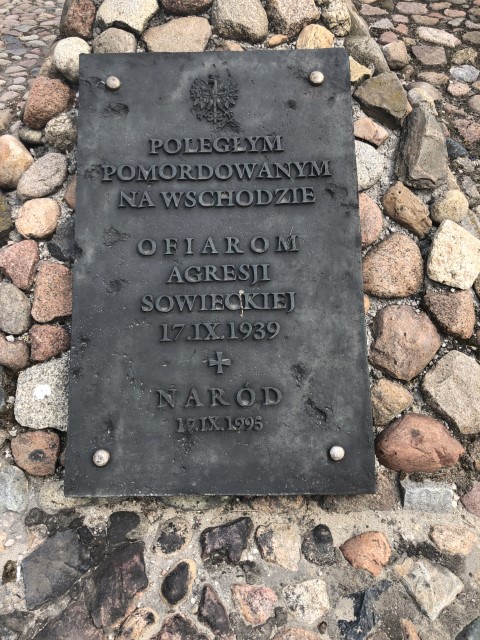 POLEGŁYM
POMORDOWANYM
NA WSCHODZIE
OFIAROM
AGRESJI
SOWIECKIEJ
17.IX.1939
NARÓD
17.IX.1995